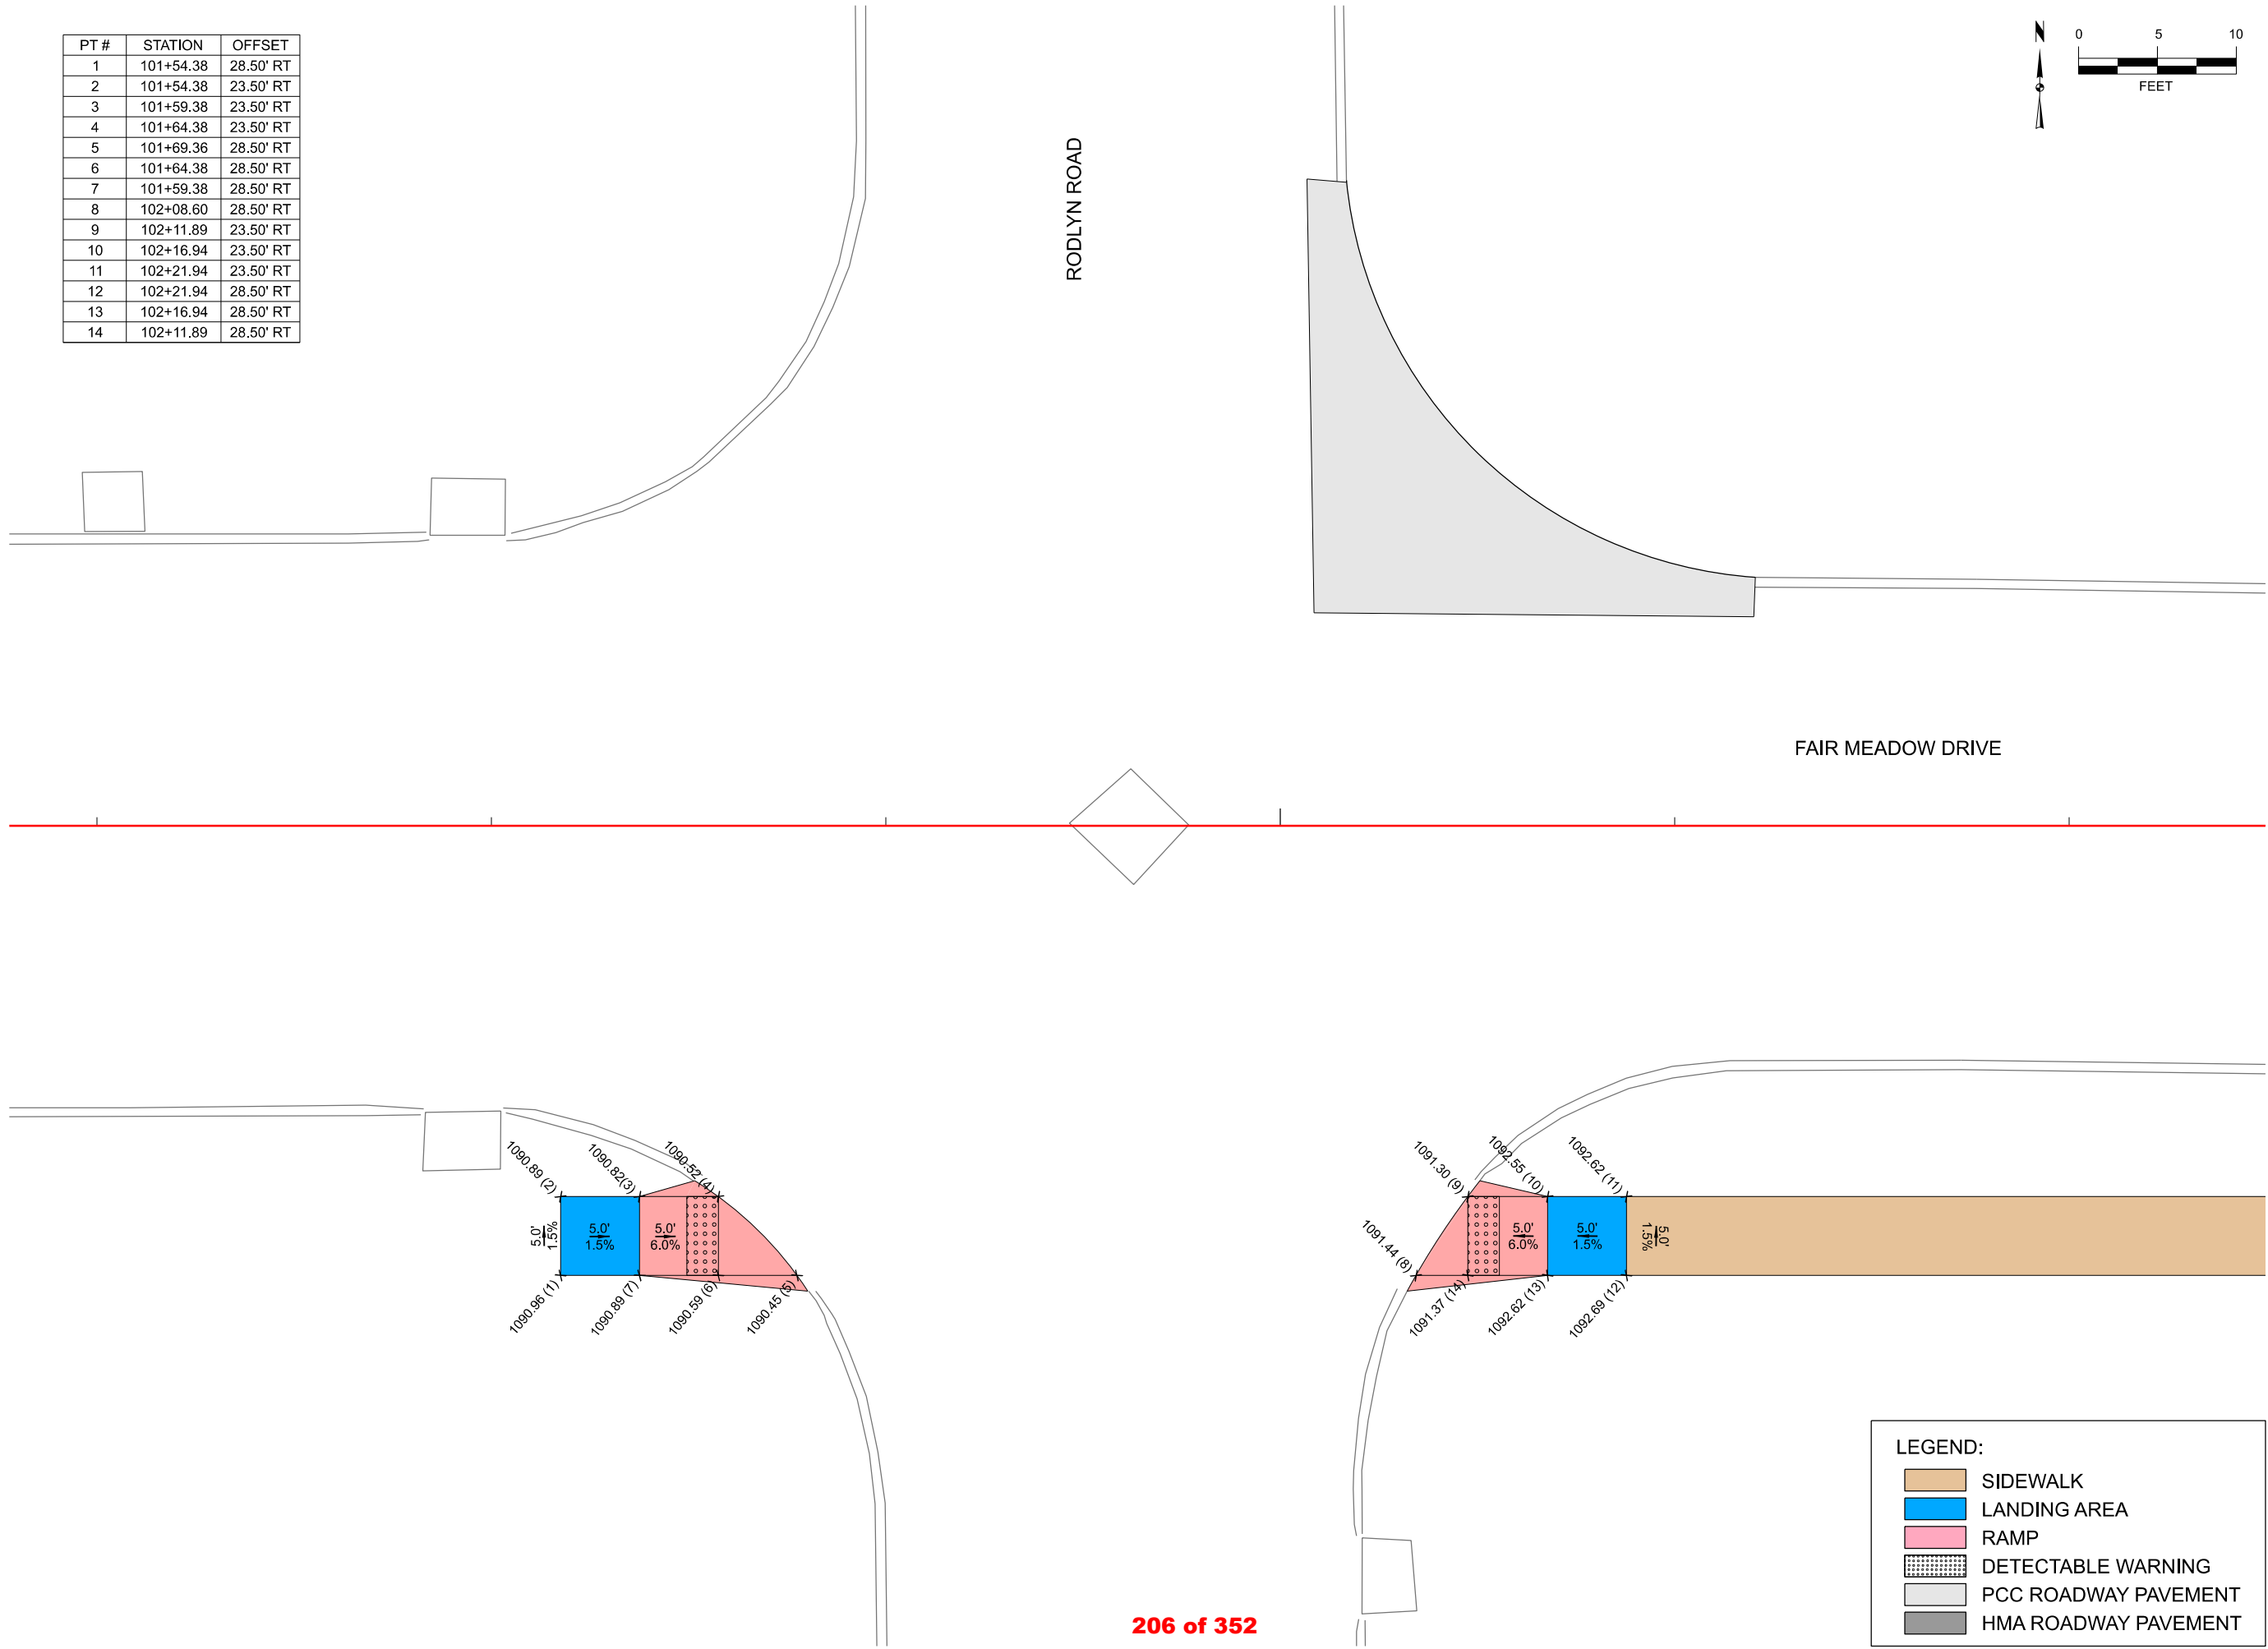 PT # STATION OFFSET
1 101+54.38 28.50' RT
2 101+54.38 23.50' RT
3 101+59.38 23.50' RT
4 101+64.38 23.50' RT
5 101+69.36 28.50' RT
6 101+64.38 28.50' RT
7 101+59.38 28.50' RT
8 102+08.60 28.50' RT
9 102+11.89 23.50' RT
10 102+16.94 23.50' RT
11 102+21.94 23.50' RT
12 102+21.94 28.50' RT
13 102+16.94 28.50' RT
14 102+11.89 28.50' RT
N
0 5 10
FEET
RODLYN ROAD
FAIR MEADOW DRIVE
1090.89 (2)
1090.82(3)
1090.52 (4)
5.0'
1.5%
5.0'
1.5%
5.0'
6.0%
1090.96 (1)
1090.89 (7)
1090.59 (6)
1090.45 (5)
1091.30 (9)
1092.55 (10)
1092.62 (11)
1091.44 (8)
5.0'
6.0%
5.0'
1.5%
5.0'
1.5%
1091.37 (14)
1092.62 (13)
1092.69 (12)
LEGEND:
SIDEWALK
LANDING AREA
RAMP
DETECTABLE WARNING
PCC ROADWAY PAVEMENT
HMA ROADWAY PAVEMENT
206 of 352